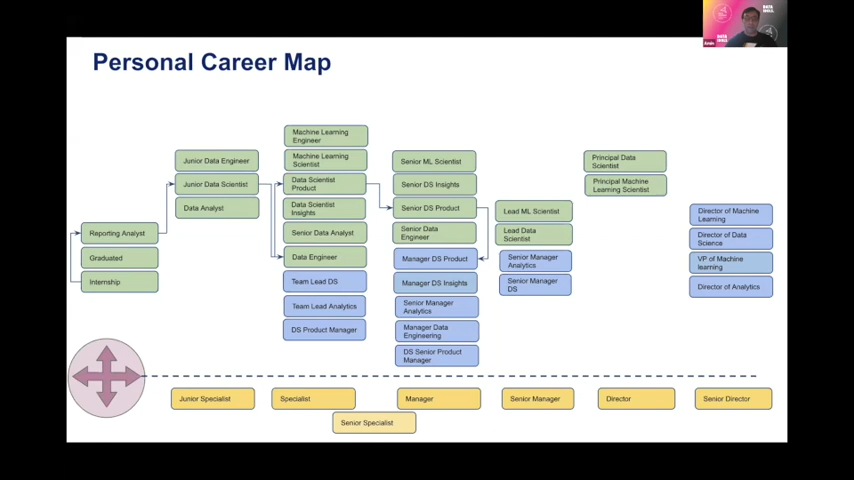 Personal Career Map
Reporting Analyst
Graduated
Internship
Junior Data Engineer
Junior Data Scientist
Data Analyst
Machine Learning
Engineer
Machine Learning
Scientist
Data Scientist
Product
Data Scientist
Insights
Senior Data Analyst
Data Engineer
Team Lead DS
Team Lead Analytics
DS Product Manager
Senior ML Scientist
Senior DS Insights
Senior DS Product
Senior Data
Engineer
Manager DS Product
Manager DS Insights
Senior Manager
Analytics
Manager Data
Engineering
DS Senior Product
Manager
Lead ML Scientist
Lead Data
Scientist
Senior Manager
Analytics
Senior Manager
DS
Principal Data
Scientist
Principal Machine
Learning Scientist
Director of Machine
Learning
Director of Data
Science
VP of Machine
learning
Director of Analytics
Junior Specialist
Specialist
Senior Specialist
Manager
Senior Manager
Director
Senior Director